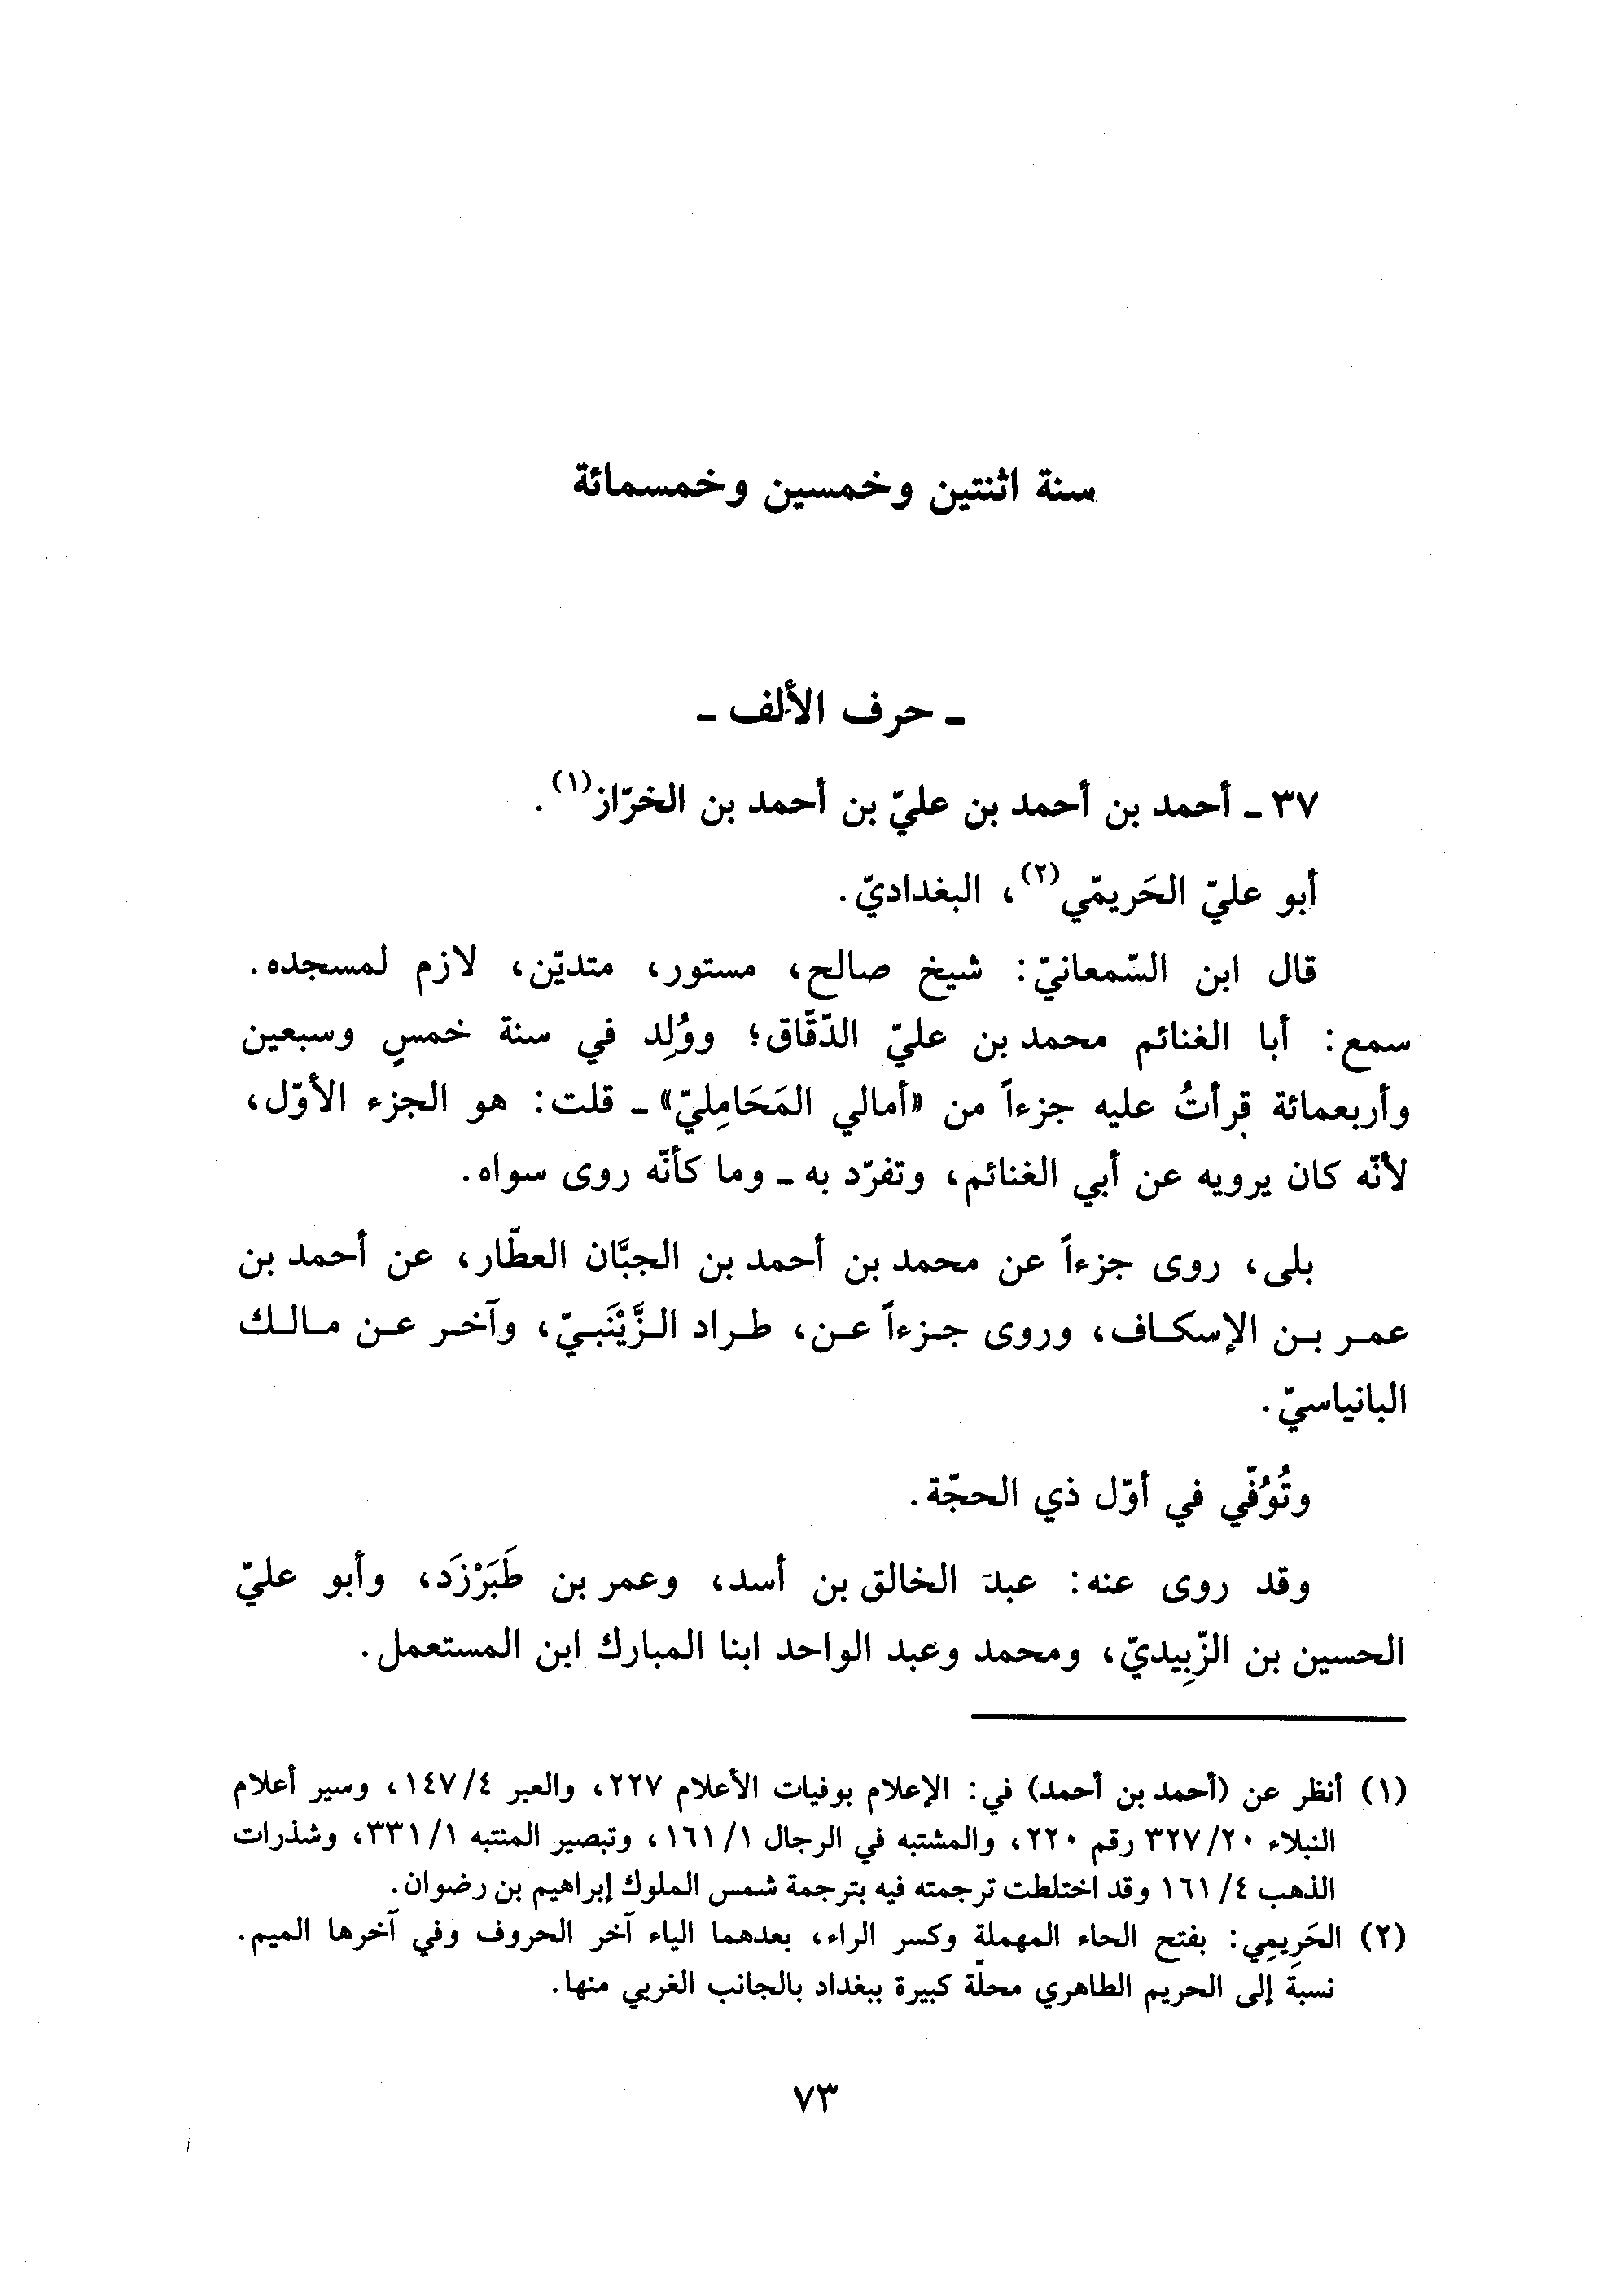 سنة اثنتين وخمسين وخمسمائة
ـ حرف الألف ـ
٣٧ ـ أحمد بن أحمد بن عليّ بن أحمد بن الخرّاز(١).
أبو عليّ الحَريمّي(٢)، البغداديّ.
قال ابن السّمعانيّ: شيخ صالح، مستور، متديّن، لازم لمسجده.
سمع: أبا الغنائم محمد بن عليّ الدّقّاق؛ ووُلِد في سنة خمسٍ وسبعين
وأربعمائة قرأتُ عليه جزءاً من «أمالي المَحَامِليّ» ـ قلت: هو الجزء الأوّل،
لأنّه كان يرويه عن أبي الغنائم، وتفرّد به ـ وما كأنّه روى سواه.
بلى، روى جزءاً عن محمد بن أحمد بن الجبَّان العطّار، عن أحمد بن
عمر بن الإسكاف، وروى جزءاً عن، طراد الزَّيْنَبيّ، وآخر عن مالك
البانياسيّ.
وتُوُفّي في أوّل ذي الحجّة.
وقد روى عنه: عبد الخالق بن أسد، وعمر بن طَبَرْزَد، وأبو عليّ
الحسين بن الزّبِيديّ، ومحمد وعبد الواحد ابنا المبارك ابن المستعمل.
(١) أنظر عن (أحمد بن أحمد) في: الإعلام بوفيات الأعلام ٢٢٧، والعبر ٤/١٤٧، وسير أعلام
النبلاء ٢٠/٣٢٧ رقم ٢٢٠، والمشتبه في الرجال ١/١٦١، وتبصير المنتبه ١/٣٣١، وشذرات
الذهب ٤/١٦١ وقد اختلطت ترجمته فيه بترجمة شمس الملوك إبراهيم بن رضوان.
(٢) الحَرِيمِي: بفتح الحاء المهملة وكسر الراء، بعدهما الياء آخر الحروف وفي آخرها الميم.
نسبة إلى الحريم الطاهري محلّة كبيرة ببغداد بالجانب الغربي منها.
٧٣